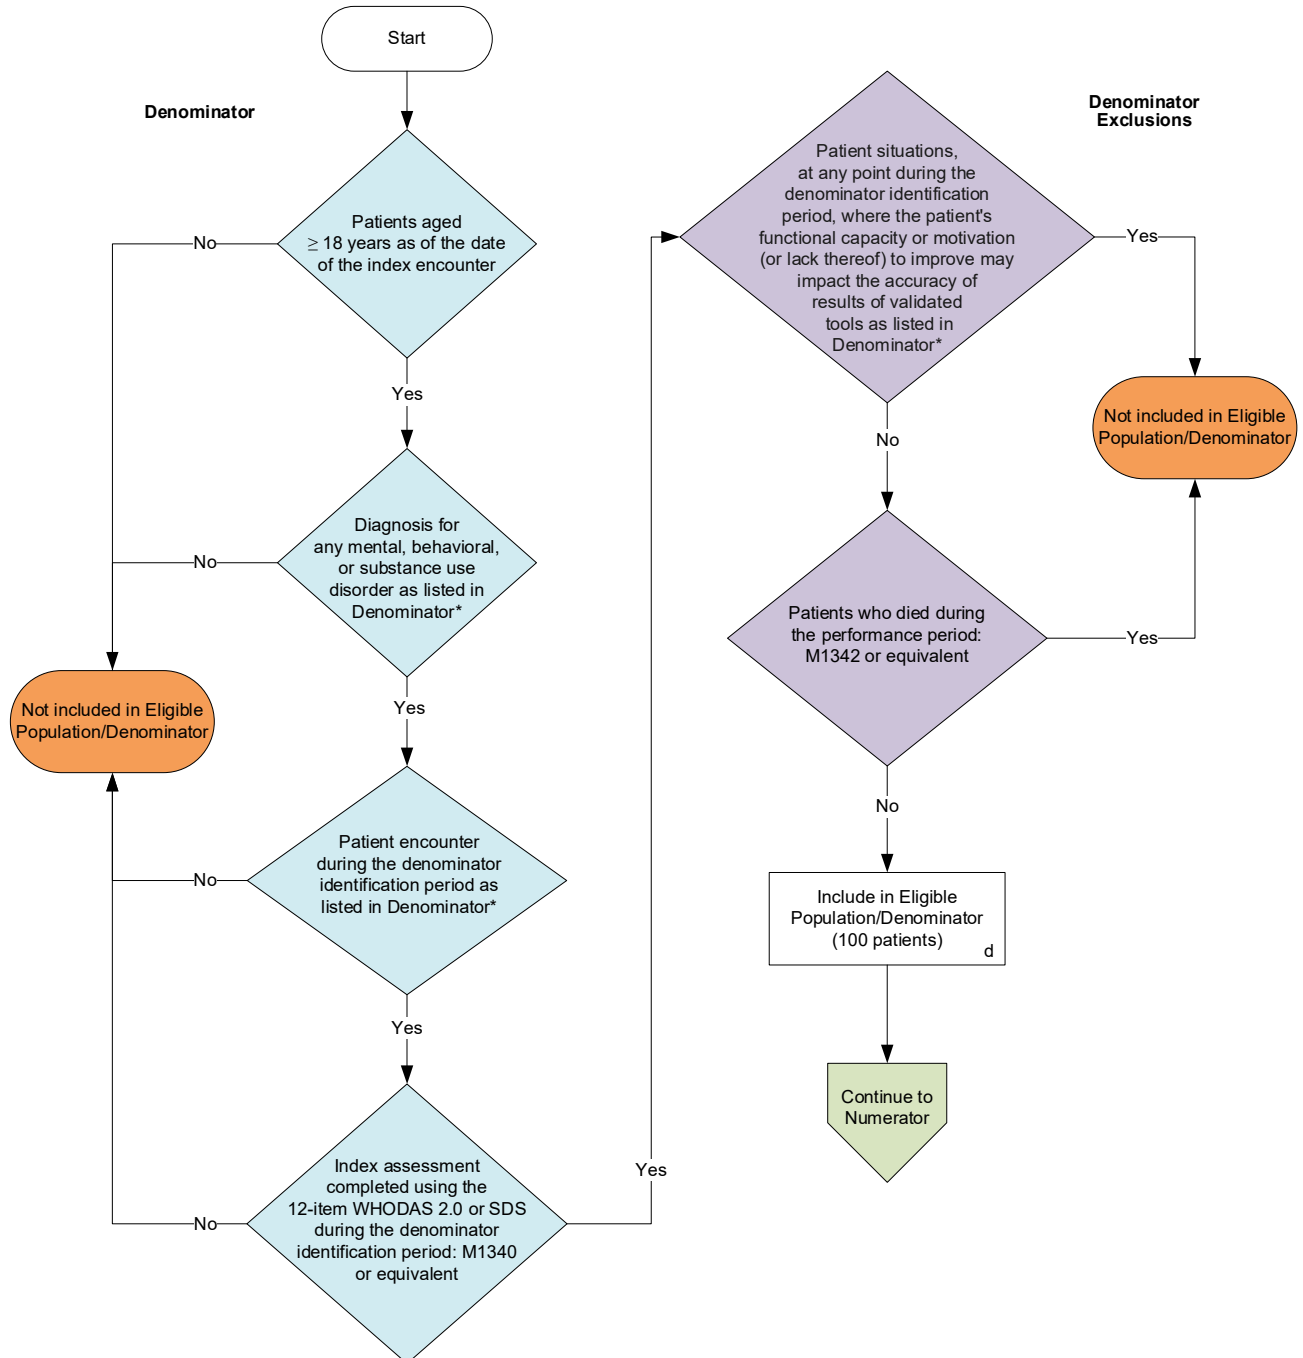 Start
Denominator
Patients aged
≥ 18 years as of the date
of the index encounter
No
Yes
Diagnosis for
any mental, behavioral,
or substance use
disorder as listed in
Denominator*
No
Yes
Not included in Eligible
Population/Denominator
Patient encounter
during the denominator
identification period as
listed in Denominator*
No
Yes
Index assessment
completed using the
12-item WHODAS 2.0 or SDS
during the denominator
identification period: M1340
or equivalent
No
Yes
Denominator
Exclusions
Patient situations,
at any point during the
denominator identification
period, where the patient's
functional capacity or motivation
(or lack thereof) to improve may
impact the accuracy of
results of validated
tools as listed in
Denominator*
Yes
No
Not included in Eligible
Population/Denominator
Patients who died during
the performance period:
M1342 or equivalent
Yes
No
Include in Eligible
Population/Denominator
(100 patients)
d
Continue to
Numerator